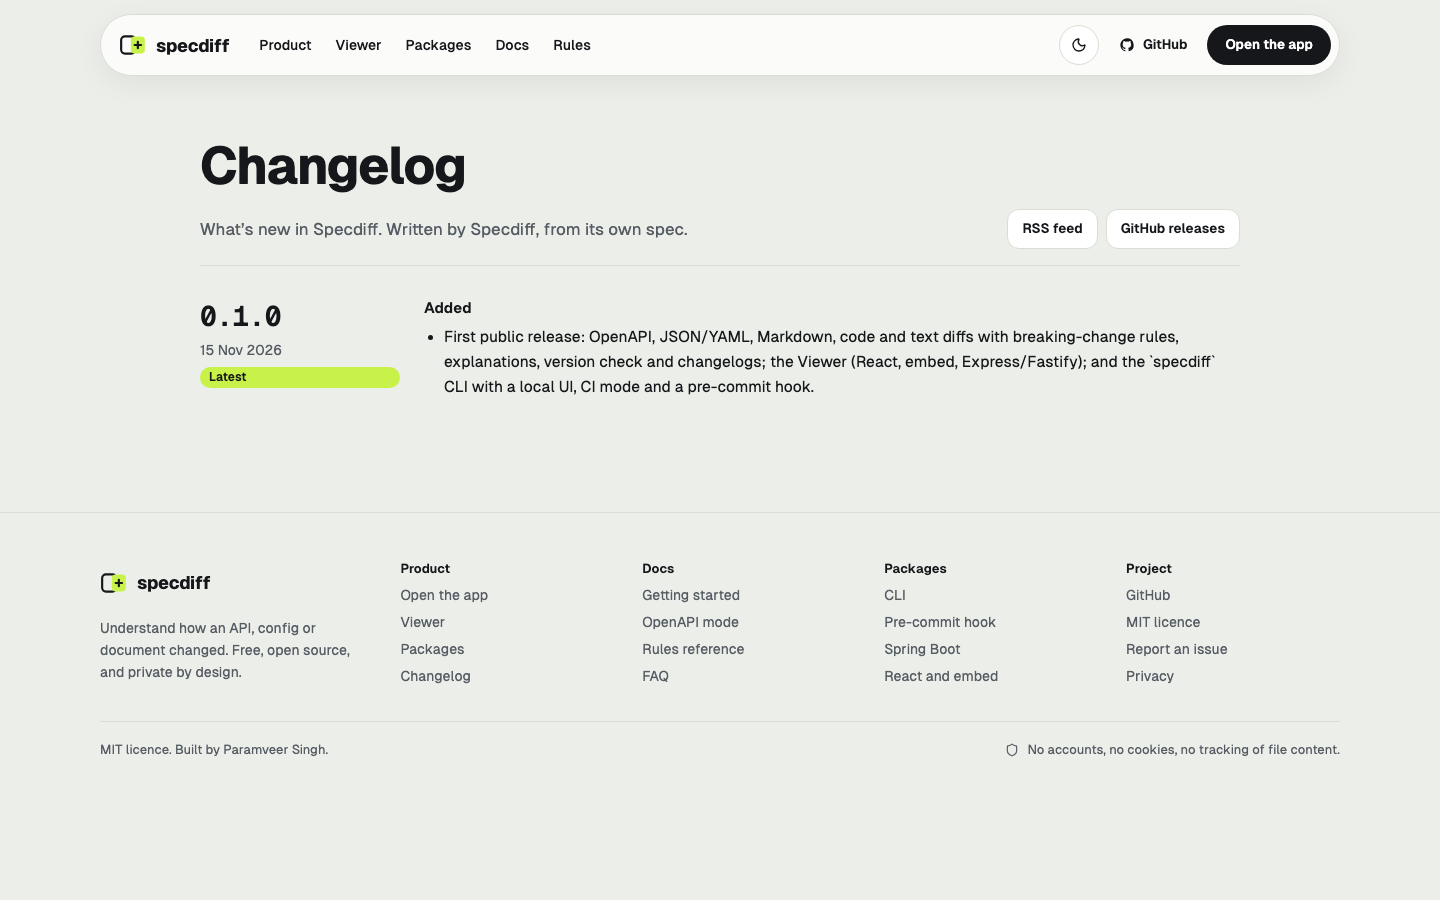 specdiff Product Viewer Packages Docs Rules GitHub Open the app
Changelog
What's new in Specdiff. Written by Specdiff, from its own spec.
RSS feed GitHub releases
0.1.0
15 Nov 2026
Latest
Added
• First public release: OpenAPI, JSON/YAML, Markdown, code and text diffs with breaking-change rules,
explanations, version check and changelogs; the Viewer (React, embed, Express/Fastify); and the `specdiff`
CLI with a local UI, CI mode and a pre-commit hook.
specdiff
Understand how an API, config or
document changed. Free, open source,
and private by design.
Product
Open the app
Viewer
Packages
Changelog
Docs
Getting started
OpenAPI mode
Rules reference
FAQ
Packages
CLI
Pre-commit hook
Spring Boot
React and embed
Project
GitHub
MIT licence
Report an issue
Privacy
MIT licence. Built by Paramveer Singh.
No accounts, no cookies, no tracking of file content.